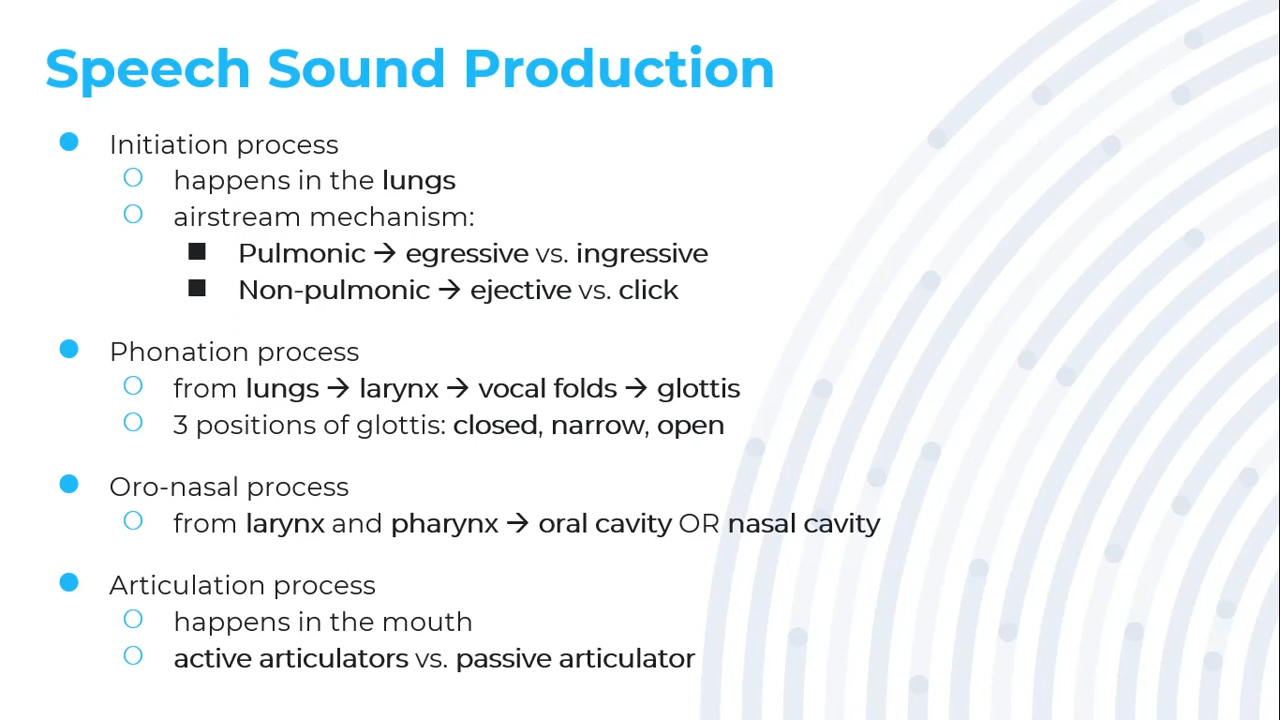 Speech Sound Production
Initiation process
happens in the lungs
airstream mechanism:
Pulmonic → egressive vs. ingressive
Non-pulmonic → ejective vs. click
Phonation process
from lungs → larynx → vocal folds → glottis
3 positions of glottis: closed, narrow, open
Oro-nasal process
from larynx and pharynx → oral cavity OR nasal cavity
Articulation process
happens in the mouth
active articulators vs. passive articulator